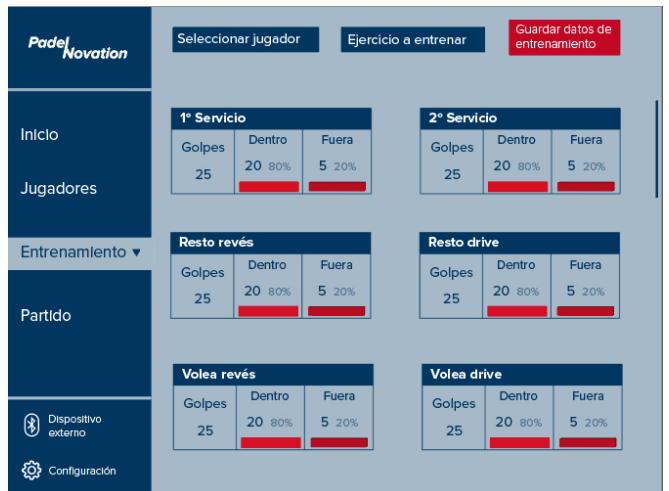 Padel
Novation
Seleccionar jugador
Ejercicio a entrenar
Guardar datos de
entrenamiento
Inicio
Jugadores
Entrenamiento ▼
Partido
Dispositivo
externo
Configuración
1º Servicio
Golpes Dentro Fuera
25 20 80% 5 20%
2º Servicio
Golpes Dentro Fuera
25 20 80% 5 20%
Resto revés
Golpes Dentro Fuera
25 20 80% 5 20%
Resto drive
Golpes Dentro Fuera
25 20 80% 5 20%
Volea revés
Golpes Dentro Fuera
25 20 80% 5 20%
Volea drive
Golpes Dentro Fuera
25 20 80% 5 20%